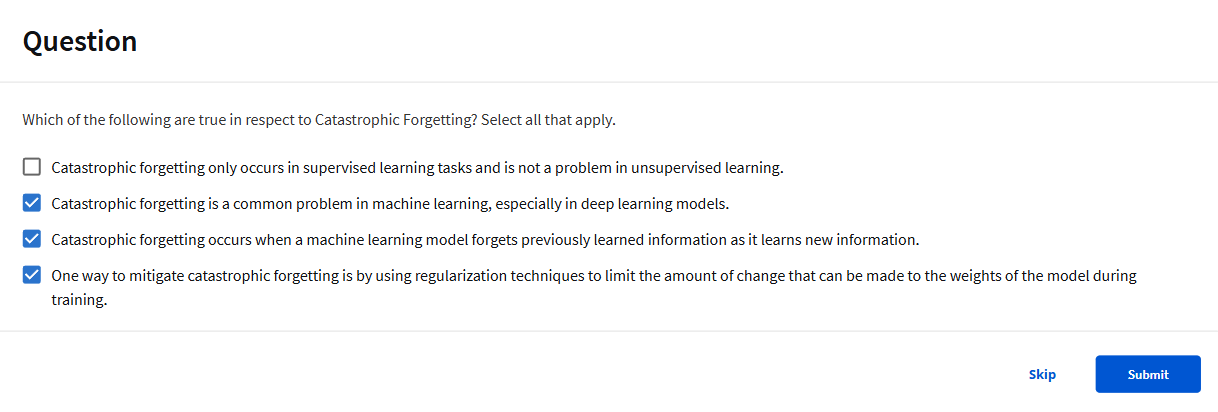 Question
Which of the following are true in respect to Catastrophic Forgetting? Select all that apply.
Catastrophic forgetting only occurs in supervised learning tasks and is not a problem in unsupervised learning.
Catastrophic forgetting is a common problem in machine learning, especially in deep learning models.
Catastrophic forgetting occurs when a machine learning model forgets previously learned information as it learns new information.
One way to mitigate catastrophic forgetting is by using regularization techniques to limit the amount of change that can be made to the weights of the model during
training.
Skip
Submit